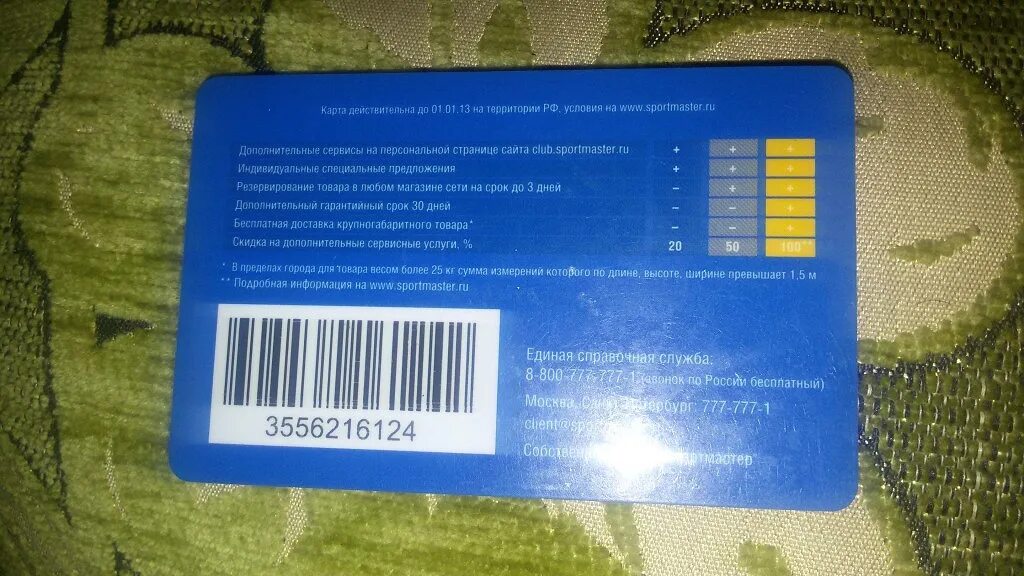 Карта действительна до 01.01.13 на территории РФ, условия на www.sportmaster.ru
Дополнительные сервисы на персональной странице сайта club.sportmaster.ru + + +
Индивидуальные специальные предложения + + +
Резервирование товара в любом магазине сети на срок до 3 дней – + +
Дополнительный гарантийный срок 30 дней – – +
Бесплатная доставка крупногабаритного товара* – – +
Скидка на дополнительные сервисные услуги, % 20 50 100**
* В пределах города для товара весом более 25 кг сумма измерений которого по длине, высоте, ширине превышает 1,5 м
** Подробная информация на www.sportmaster.ru
3556216124
Единая справочная служба:
8-800-777-777-1 (звонок по России бесплатный)
Москва, Санкт-Петербург: 777-777-1